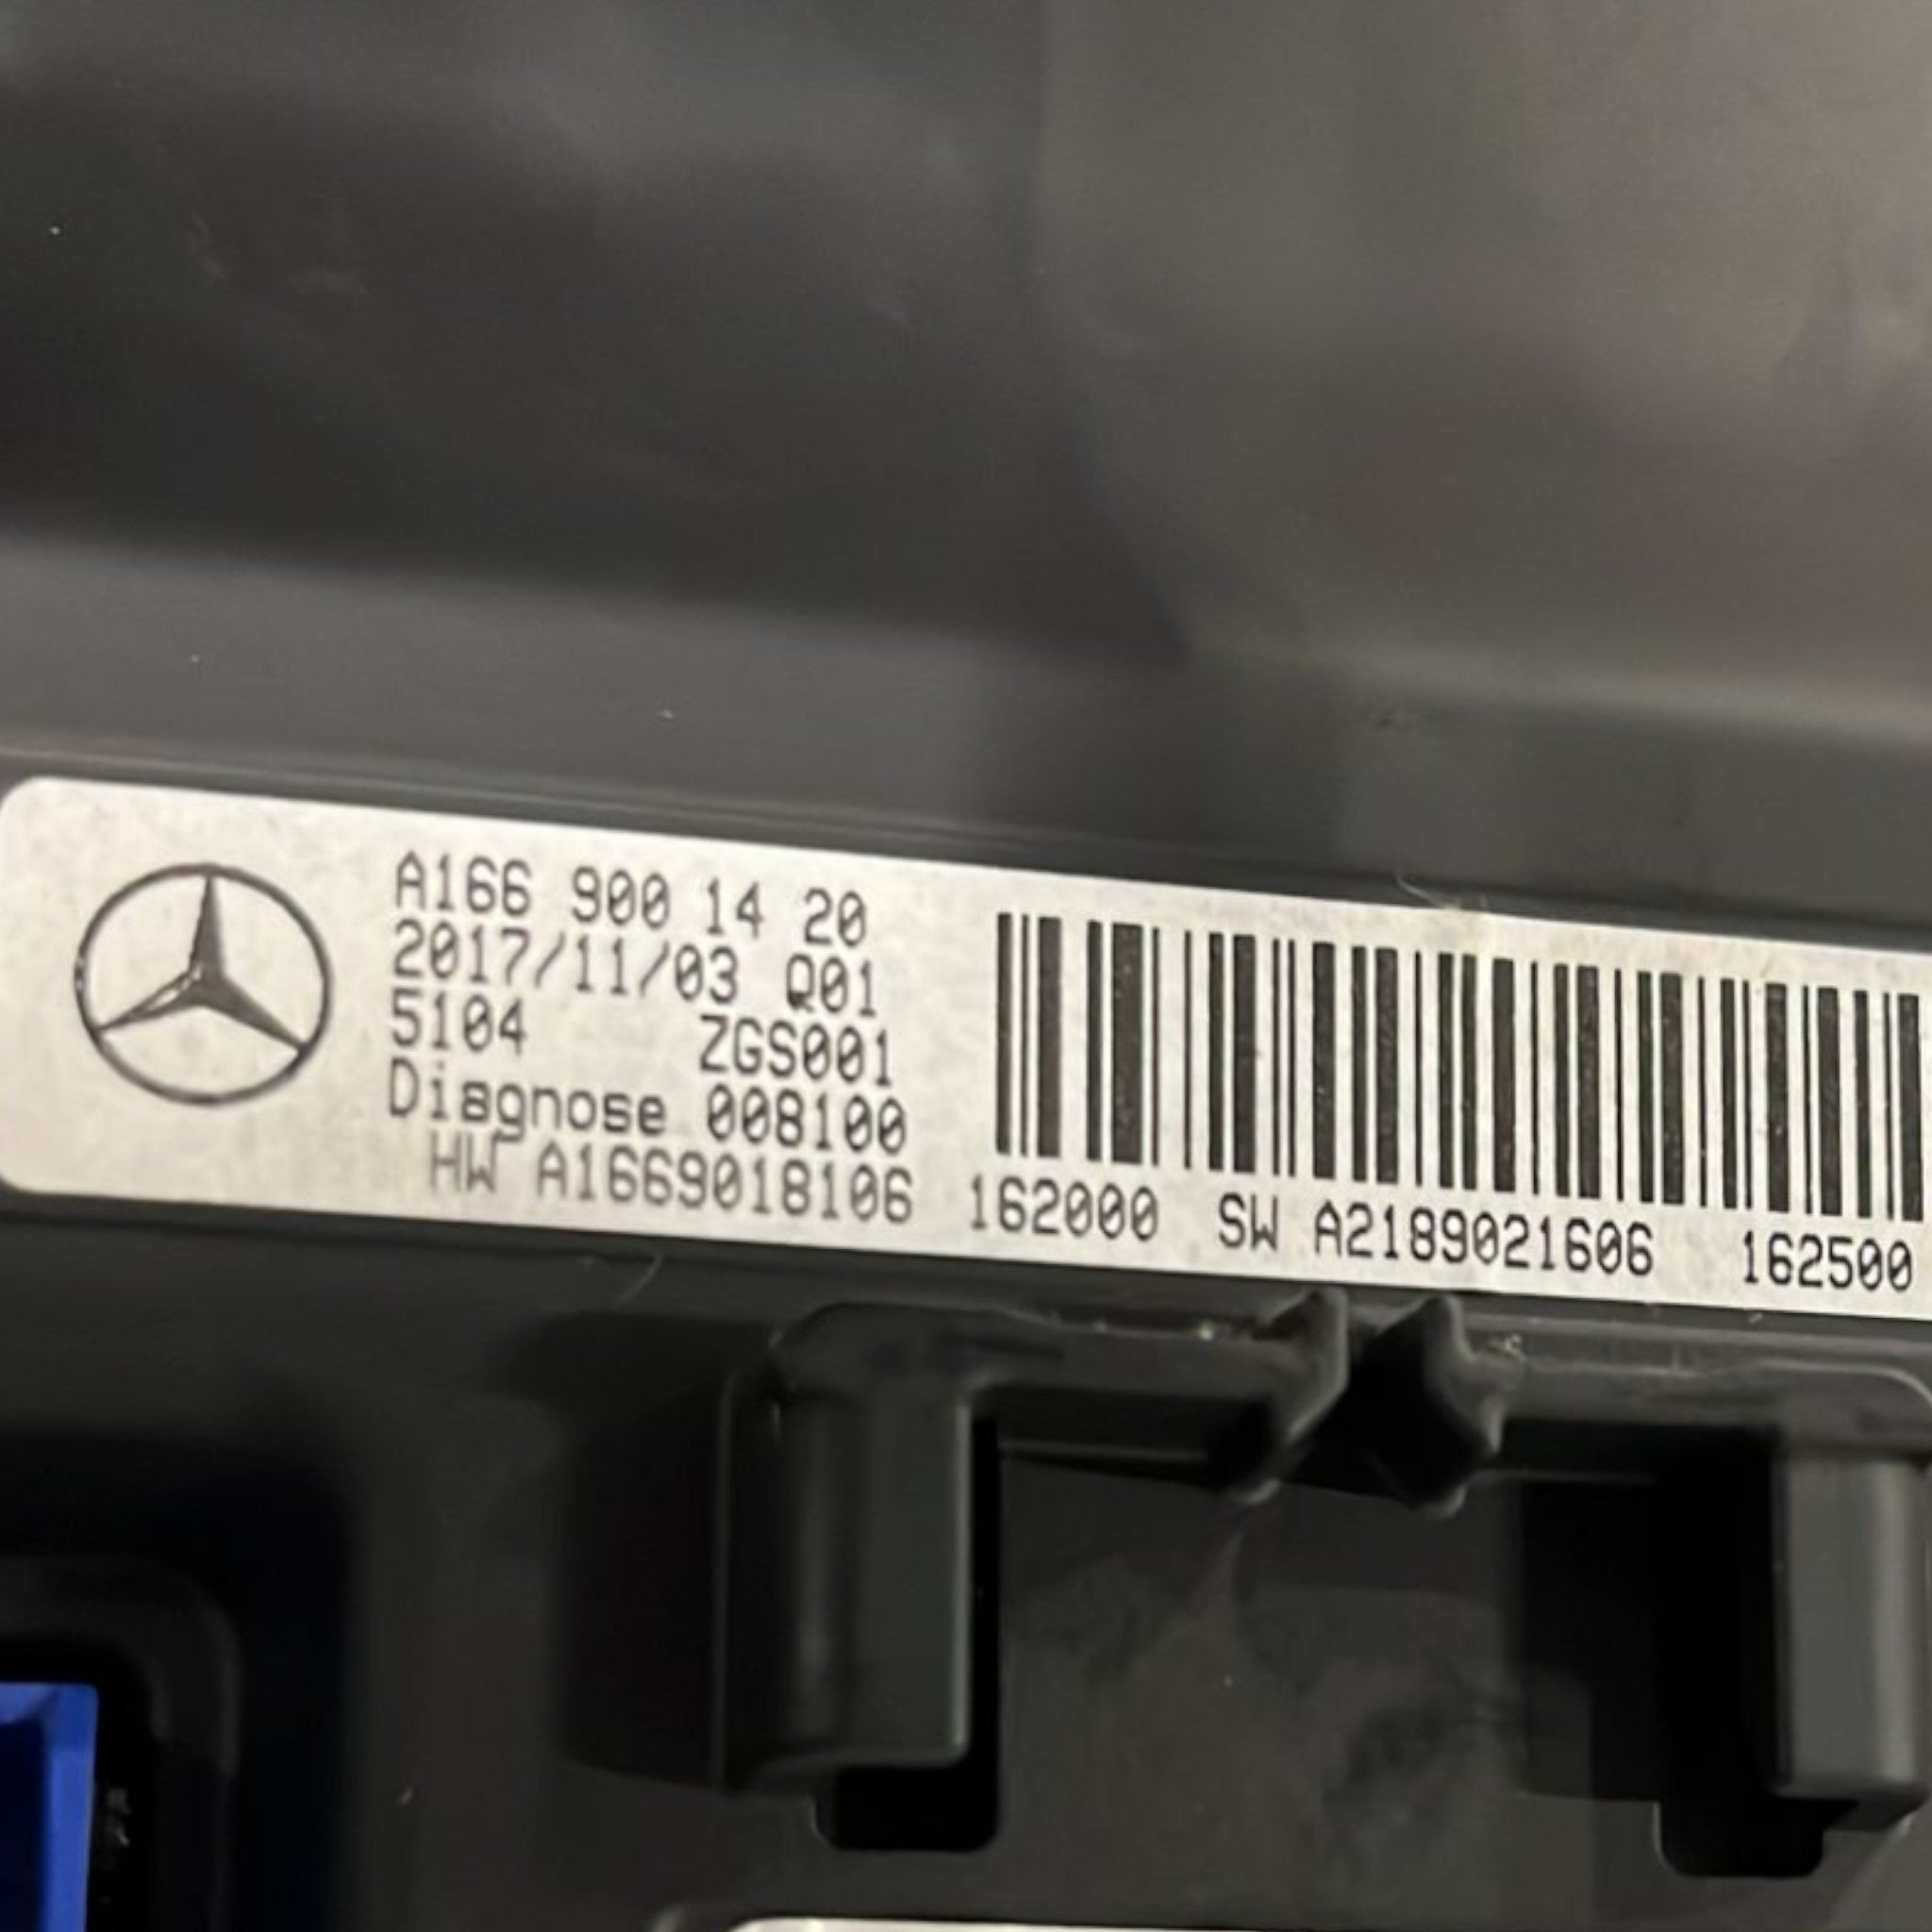 A166 900 14 20
2017/11/03 Q01
5104 ZGS001
Diagnose 008100
HW A1669018106 162000 SW A2189021606 162500